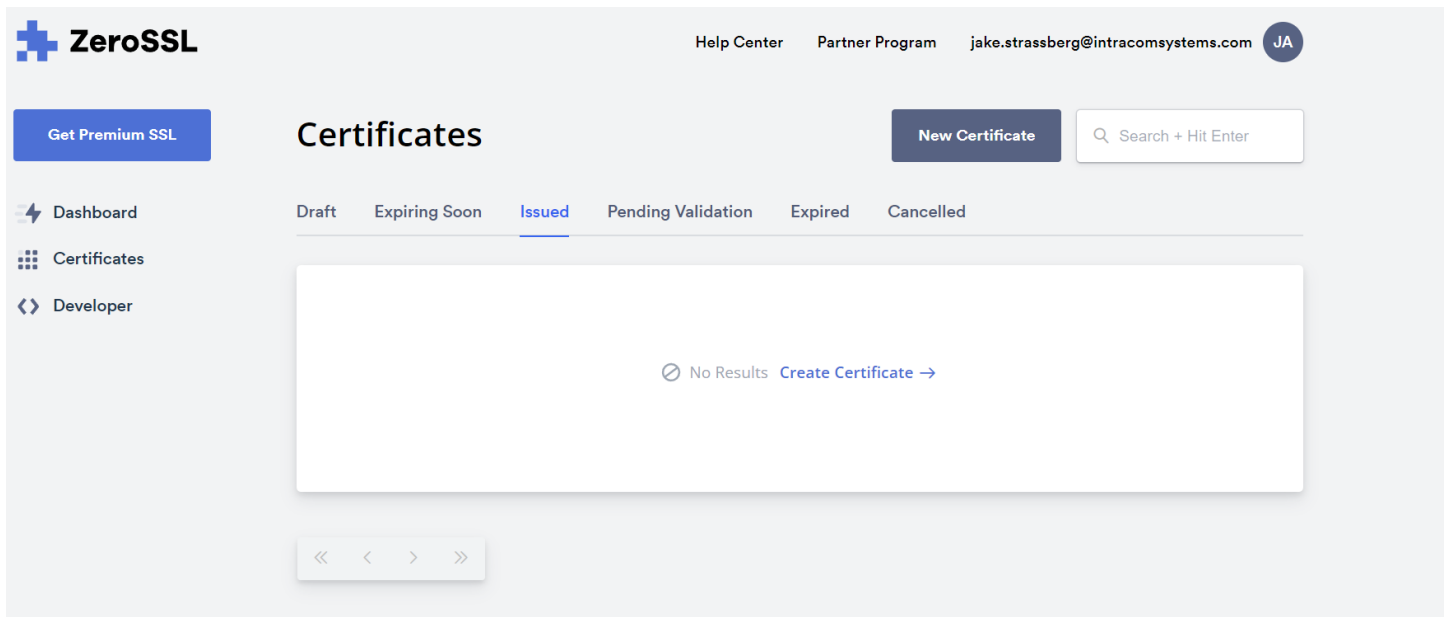 ZeroSSL
Help Center Partner Program jake.strassberg@intracomsystems.com JA
Get Premium SSL
Certificates
New Certificate
Search + Hit Enter
Dashboard
Certificates
Developer
Draft Expiring Soon Issued Pending Validation Expired Cancelled
No Results Create Certificate →